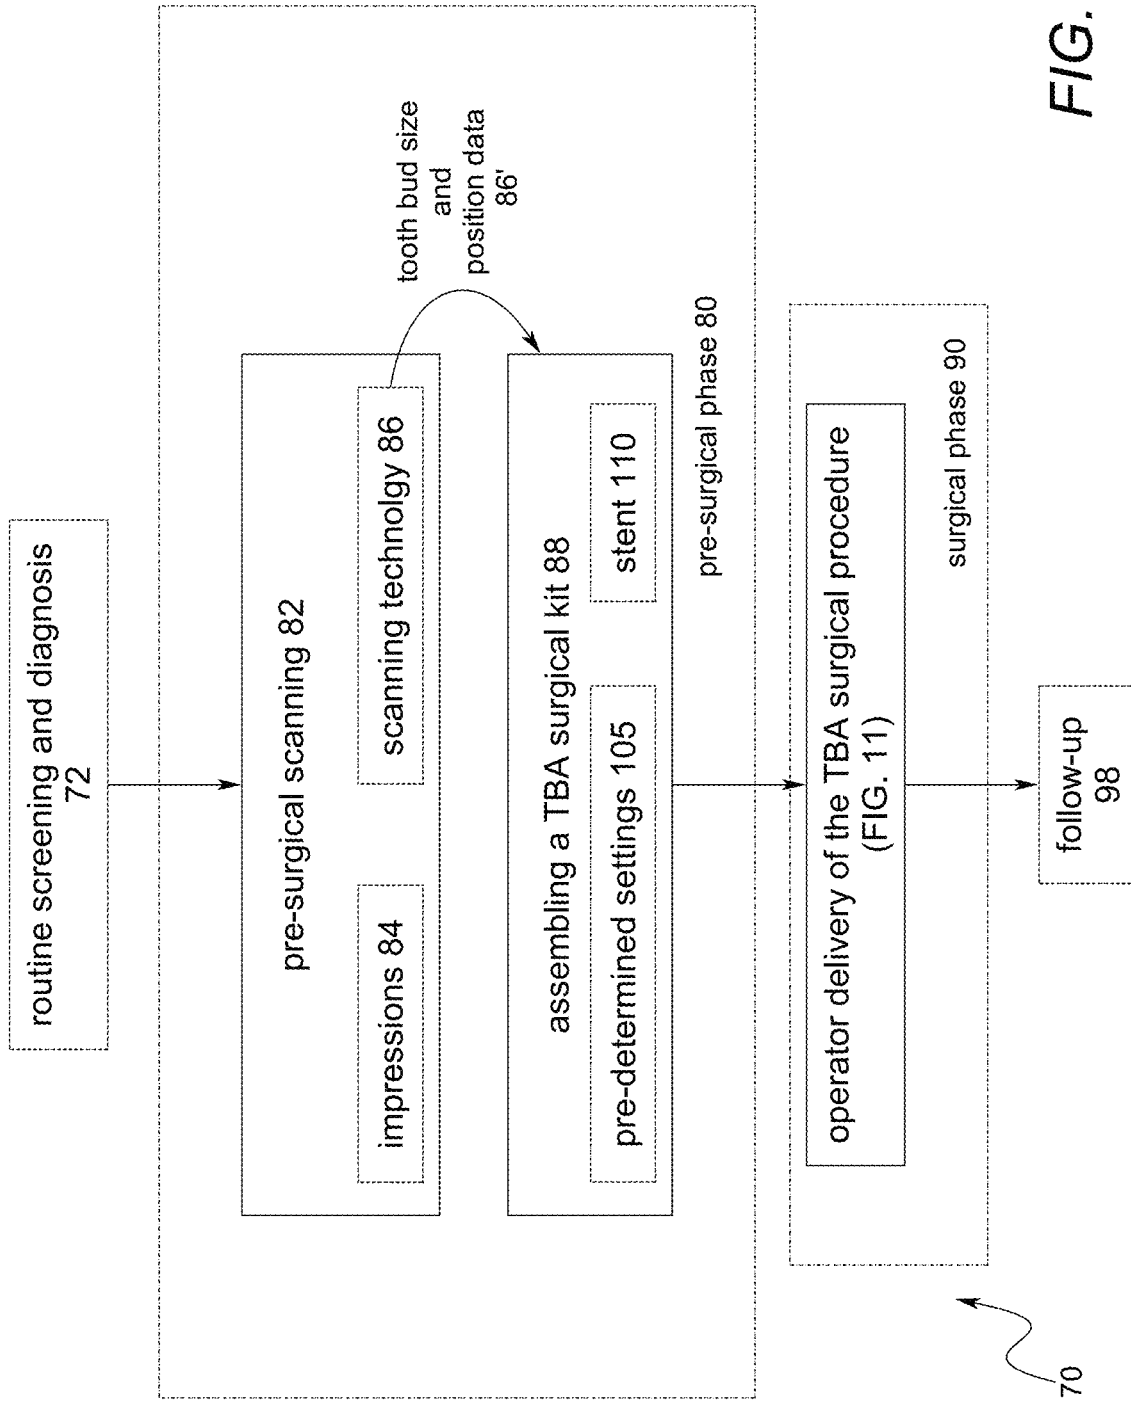 routine screening and diagnosis
72
pre-surgical scanning 82
impressions 84
scanning technolgy 86
tooth bud size
and
position data
86'
assembling a TBA surgical kit 88
pre-determined settings 105
stent 110
pre-surgical phase 80
operator delivery of the TBA surgical procedure
(FIG. 11)
surgical phase 90
follow-up
98
70
FIG.